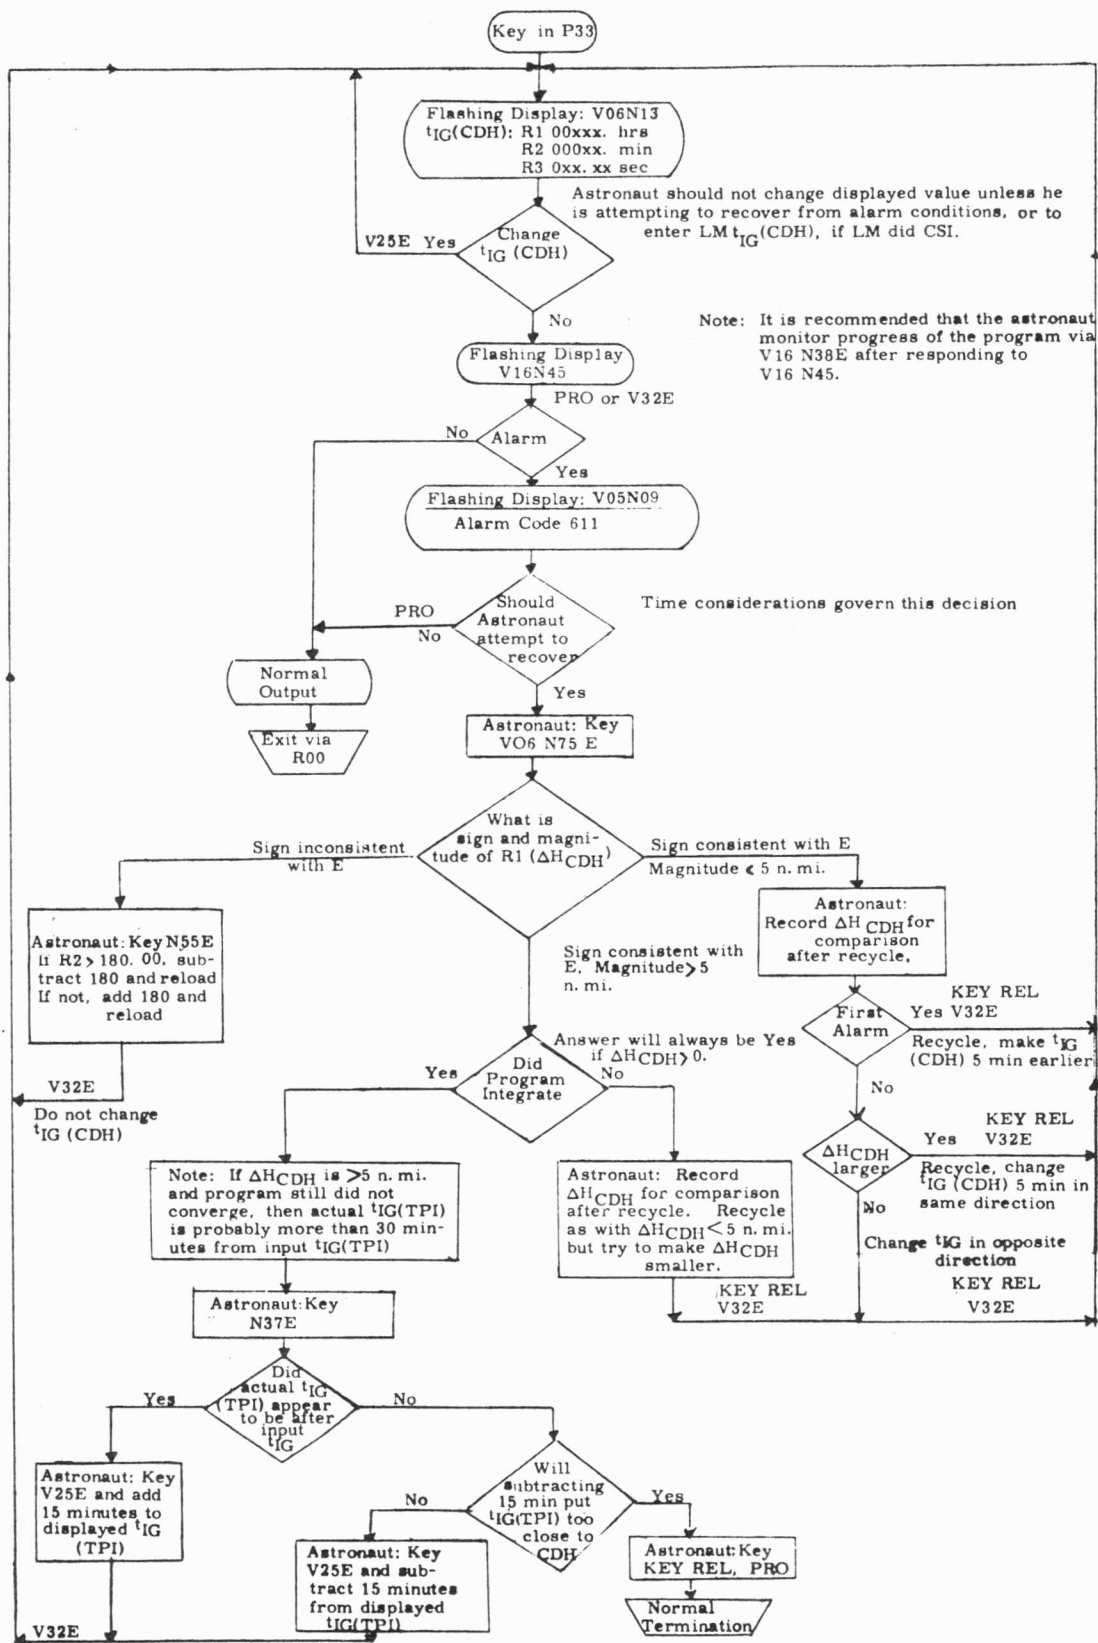 Key in P33
Flashing Display: V06N13
tIG(CDH): R1 00xxx. hrs
R2 000xx. min
R3 0xx. xx sec
Astronaut should not change displayed value unless he
is attempting to recover from alarm conditions, or to
enter LM tIG(CDH), if LM did CSI.
V25E Yes
Change
tIG (CDH)
No
Note: It is recommended that the astronaut
monitor progress of the program via
V16 N38E after responding to
V16 N45.
Flashing Display
V16N45
PRO or V32E
No
Alarm
Yes
Flashing Display: V05N09
Alarm Code 611
PRO
No
Should
Astronaut
attempt to
recover
Time considerations govern this decision
Yes
Normal
Output
Exit via
R00
Astronaut: Key
VO6 N75 E
What is
sign and magni-
tude of R1 (ΔHCDH)
Sign inconsistent
with E
Sign consistent with E
Magnitude < 5 n. mi.
Astronaut: Key N55E
If R2 > 180. 00, sub-
tract 180 and reload
If not, add 180 and
reload
Sign consistent with
E, Magnitude > 5
n. mi.
Astronaut:
Record ΔHCDH for
comparison
after recycle.
First
Alarm
KEY REL
Yes V32E
Recycle, make tIG
(CDH) 5 min earlier
No
V32E
Do not change
tIG (CDH)
Answer will always be Yes
if ΔHCDH > 0.
Yes
Did
Program
Integrate
No
ΔHCDH
larger
KEY REL
Yes V32E
Recycle, change
tIG (CDH) 5 min in
same direction
No
Change tIG in opposite
direction
KEY REL
V32E
Note: If ΔHCDH is >5 n. mi.
and program still did not
converge, then actual tIG(TPI)
is probably more than 30 min-
utes from input tIG(TPI)
Astronaut: Record
ΔHCDH for comparison
after recycle. Recycle
as with ΔHCDH < 5 n. mi.
but try to make ΔHCDH
smaller.
KEY REL
V32E
Astronaut: Key
N37E
Yes
Did
actual tIG
(TPI) appear
to be after
input
tIG
No
Astronaut: Key
V25E and add
15 minutes to
displayed tIG
(TPI)
No
Will
subtracting
15 min put
tIG(TPI) too
close to
CDH
Yes
Astronaut: Key
V25E and sub-
tract 15 minutes
from displayed
tIG(TPI)
Astronaut: Key
KEY REL, PRO
Normal
Termination
V32E